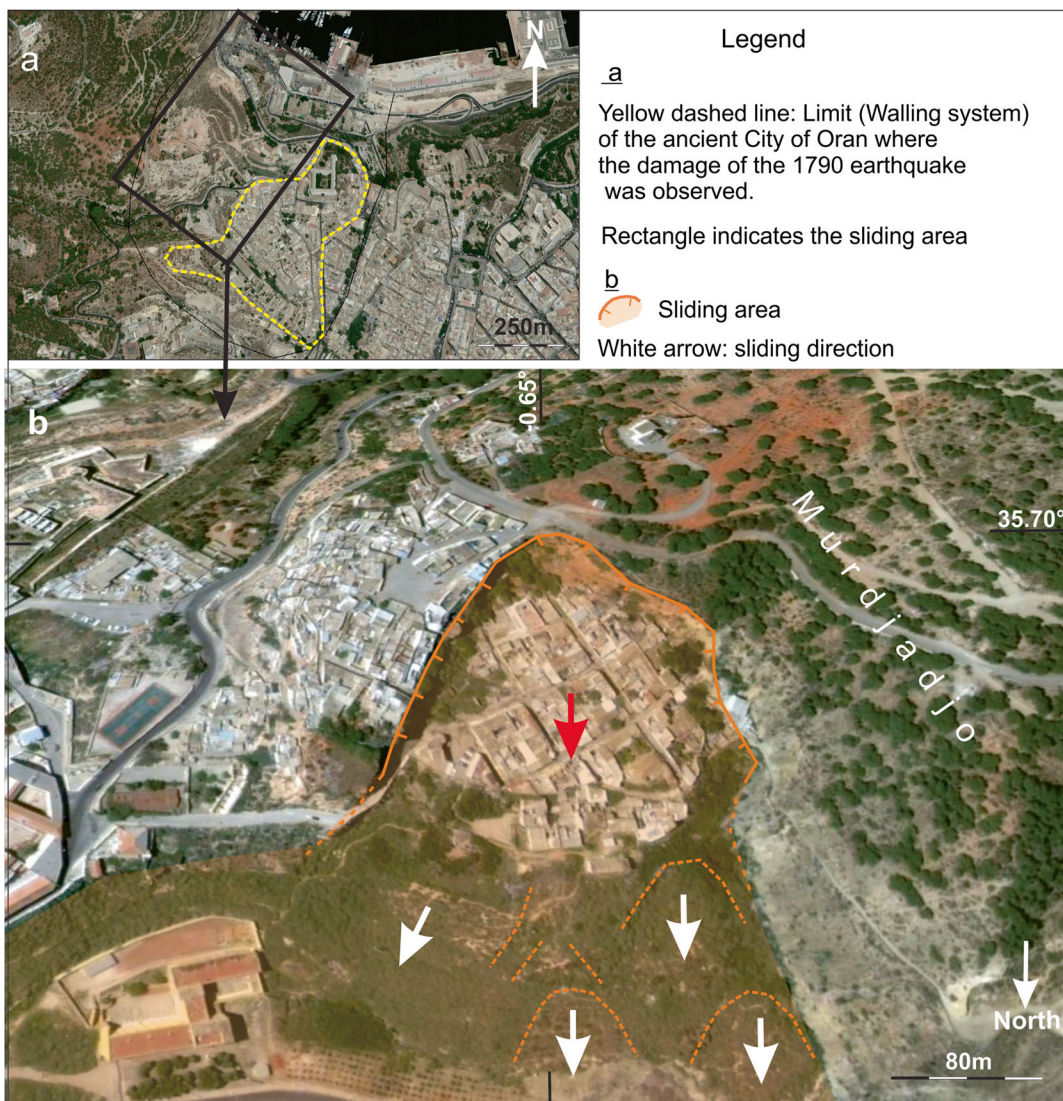 a
N
250m
Legend
a
Yellow dashed line: Limit (Walling system)
of the ancient City of Oran where
the damage of the 1790 earthquake
was observed.
Rectangle indicates the sliding area
b
Sliding area
White arrow: sliding direction
b
-0.65°
35.70°
Murdjadjo
North
80m